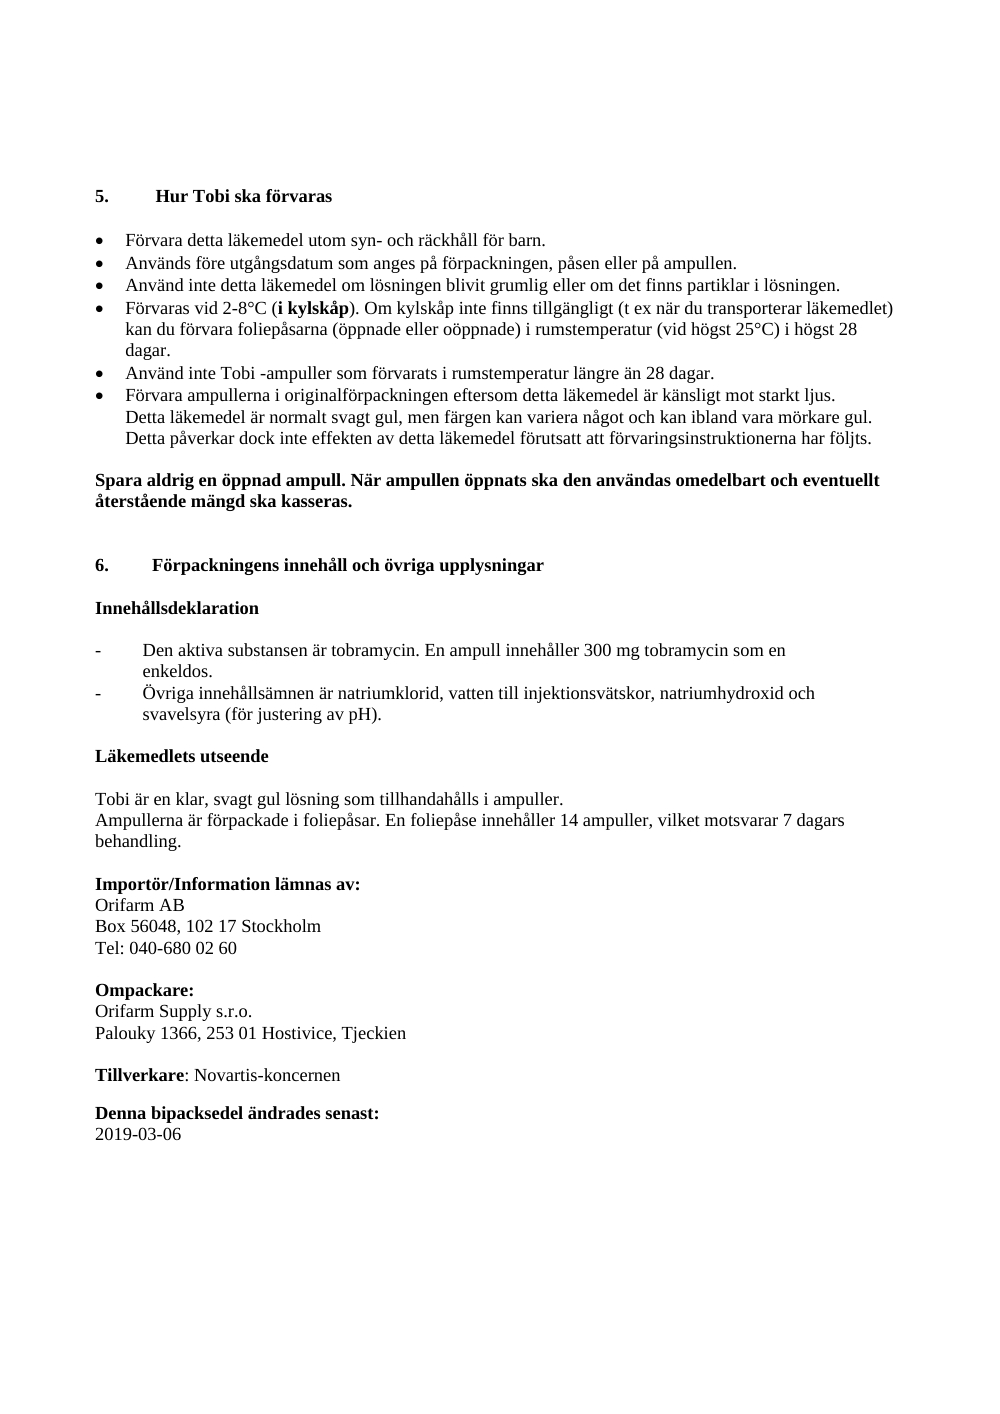 5. Hur Tobi ska förvaras
• Förvara detta läkemedel utom syn- och räckhåll för barn.
• Används före utgångsdatum som anges på förpackningen, påsen eller på ampullen.
• Använd inte detta läkemedel om lösningen blivit grumlig eller om det finns partiklar i lösningen.
• Förvaras vid 2-8°C (i kylskåp). Om kylskåp inte finns tillgängligt (t ex när du transporterar läkemedlet)
kan du förvara foliepåsarna (öppnade eller oöppnade) i rumstemperatur (vid högst 25°C) i högst 28
dagar.
• Använd inte Tobi -ampuller som förvarats i rumstemperatur längre än 28 dagar.
• Förvara ampullerna i originalförpackningen eftersom detta läkemedel är känsligt mot starkt ljus.
Detta läkemedel är normalt svagt gul, men färgen kan variera något och kan ibland vara mörkare gul.
Detta påverkar dock inte effekten av detta läkemedel förutsatt att förvaringsinstruktionerna har följts.
Spara aldrig en öppnad ampull. När ampullen öppnats ska den användas omedelbart och eventuellt
återstående mängd ska kasseras.
6. Förpackningens innehåll och övriga upplysningar
Innehållsdeklaration
- Den aktiva substansen är tobramycin. En ampull innehåller 300 mg tobramycin som en
enkeldos.
- Övriga innehållsämnen är natriumklorid, vatten till injektionsvätskor, natriumhydroxid och
svavelsyra (för justering av pH).
Läkemedlets utseende
Tobi är en klar, svagt gul lösning som tillhandahålls i ampuller.
Ampullerna är förpackade i foliepåsar. En foliepåse innehåller 14 ampuller, vilket motsvarar 7 dagars
behandling.
Importör/Information lämnas av:
Orifarm AB
Box 56048, 102 17 Stockholm
Tel: 040-680 02 60
Ompackare:
Orifarm Supply s.r.o.
Palouky 1366, 253 01 Hostivice, Tjeckien
Tillverkare: Novartis-koncernen
Denna bipacksedel ändrades senast:
2019-03-06